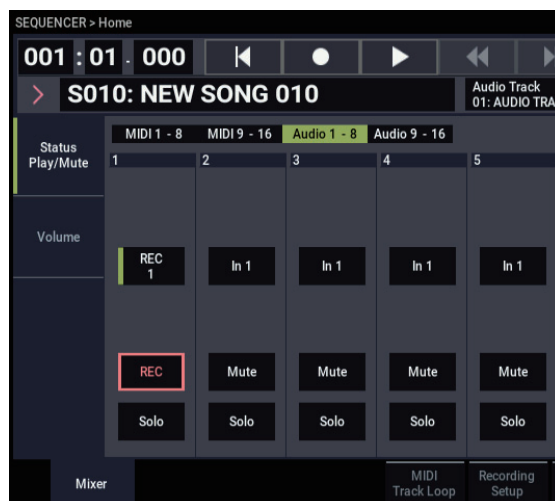 SEQUENCER > Home
001 : 01 . 000
> S010: NEW SONG 010
Audio Track
01: AUDIO TRA
Status
Play/Mute
MIDI 1 - 8 MIDI 9 - 16 Audio 1 - 8 Audio 9 - 16
1 2 3 4 5
Volume
REC
1
In 1 In 1 In 1 In 1
REC Mute Mute Mute Mute
Solo Solo Solo Solo Solo
Mixer
MIDI
Track Loop
Recording
Setup